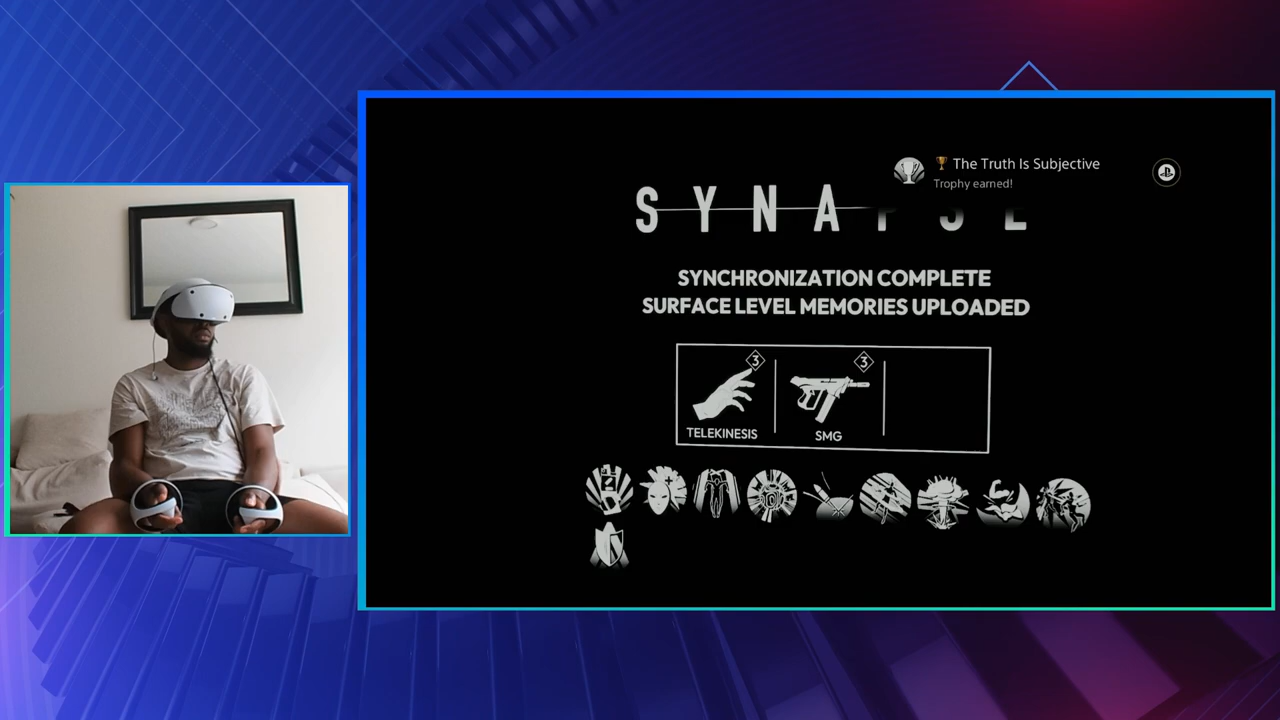 The Truth Is Subjective
Trophy earned!
SYNAPSE
SYNCHRONIZATION COMPLETE
SURFACE LEVEL MEMORIES UPLOADED
3
3
TELEKINESIS
SMG